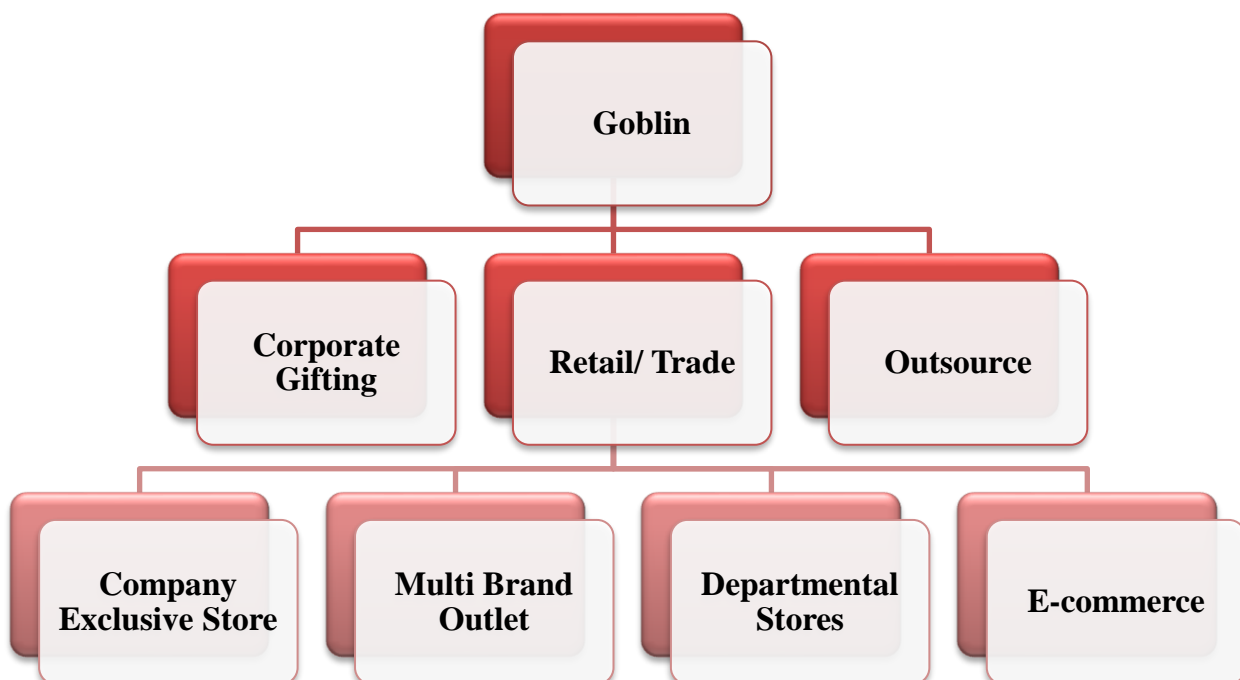 Goblin
Corporate
Gifting
Retail/ Trade
Outsource
Company
Exclusive Store
Multi Brand
Outlet
Departmental
Stores
E-commerce